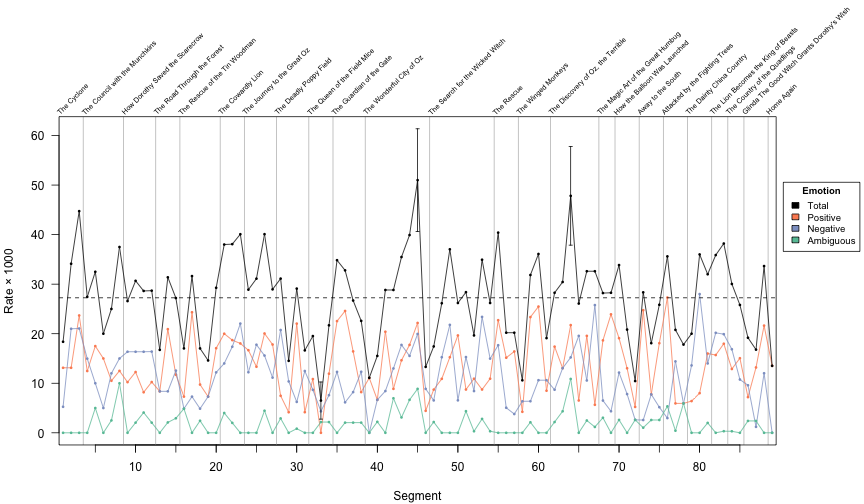 The Cyclone
The Council with the Munchkins
How Dorothy Saved the Scarecrow
The Road Through the Forest
The Rescue of the Tin Woodman
The Cowardly Lion
The Journey to the Great Oz
The Deadly Poppy Field
The Queen of the Field Mice
The Guardian of the Gate
The Wonderful City of Oz
The Search for the Wicked Witch
The Rescue
The Winged Monkeys
The Discovery of Oz, the Terrible
The Magic Art of the Great Humbug
How the Balloon Was Launched
Away to the South
Attacked by the Fighting Trees
The Dainty China Country
The Lion Becomes the King of Beasts
The Country of the Quadlings
Glinda The Good Witch Grants Dorothy's Wish
Home Again
Rate × 1000
60
50
40
30
20
10
0
Emotion
Total
Positive
Negative
Ambiguous
10
20
30
40
50
60
70
80
Segment